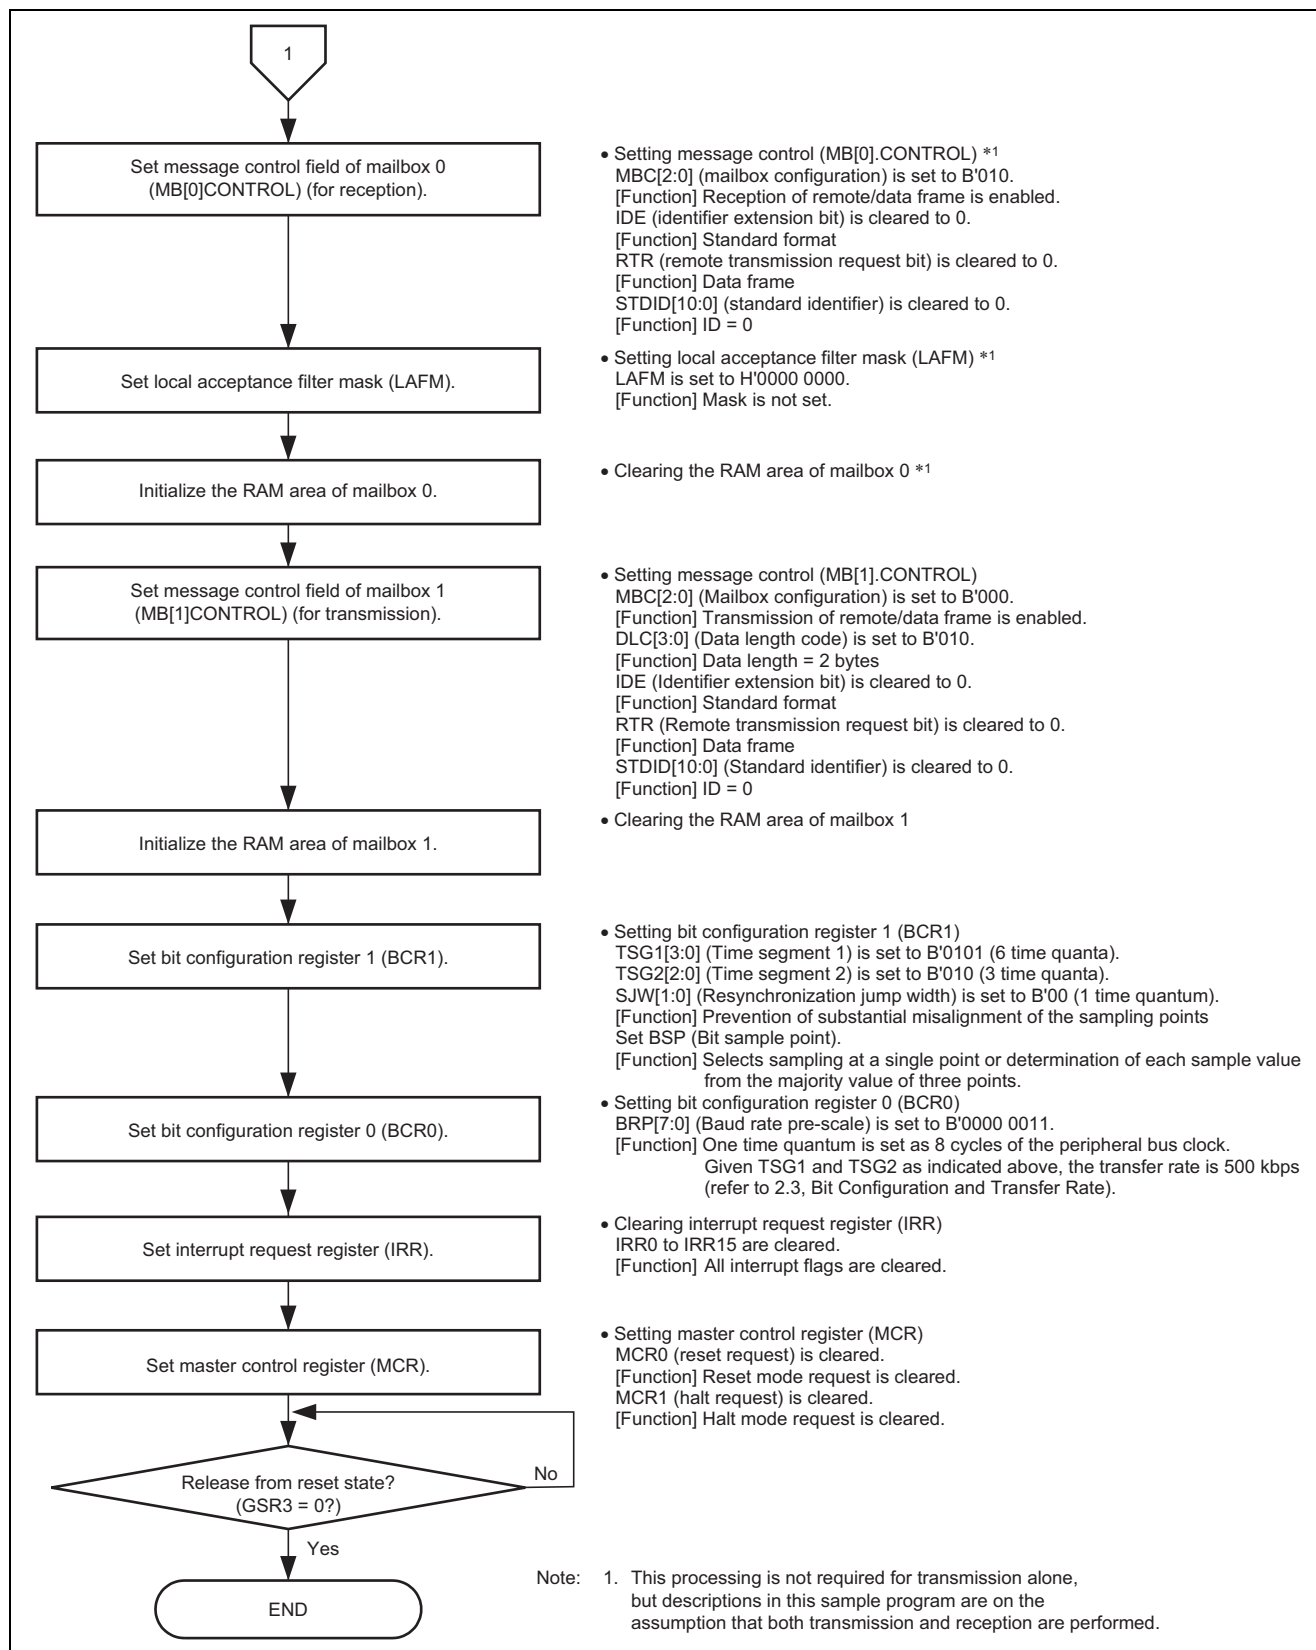 1
Set message control field of mailbox 0
(MB[0]CONTROL) (for reception).
• Setting message control (MB[0].CONTROL) *1
MBC[2:0] (mailbox configuration) is set to B'010.
[Function] Reception of remote/data frame is enabled.
IDE (identifier extension bit) is cleared to 0.
[Function] Standard format
RTR (remote transmission request bit) is cleared to 0.
[Function] Data frame
STDID[10:0] (standard identifier) is cleared to 0.
[Function] ID = 0
Set local acceptance filter mask (LAFM).
• Setting local acceptance filter mask (LAFM) *1
LAFM is set to H'0000 0000.
[Function] Mask is not set.
Initialize the RAM area of mailbox 0.
• Clearing the RAM area of mailbox 0 *1
Set message control field of mailbox 1
(MB[1]CONTROL) (for transmission).
• Setting message control (MB[1].CONTROL)
MBC[2:0] (Mailbox configuration) is set to B'000.
[Function] Transmission of remote/data frame is enabled.
DLC[3:0] (Data length code) is set to B'010.
[Function] Data length = 2 bytes
IDE (Identifier extension bit) is cleared to 0.
[Function] Standard format
RTR (Remote transmission request bit) is cleared to 0.
[Function] Data frame
STDID[10:0] (Standard identifier) is cleared to 0.
[Function] ID = 0
Initialize the RAM area of mailbox 1.
• Clearing the RAM area of mailbox 1
Set bit configuration register 1 (BCR1).
• Setting bit configuration register 1 (BCR1)
TSG1[3:0] (Time segment 1) is set to B'0101 (6 time quanta).
TSG2[2:0] (Time segment 2) is set to B'010 (3 time quanta).
SJW[1:0] (Resynchronization jump width) is set to B'00 (1 time quantum).
[Function] Prevention of substantial misalignment of the sampling points
Set BSP (Bit sample point).
[Function] Selects sampling at a single point or determination of each sample value
from the majority value of three points.
Set bit configuration register 0 (BCR0).
• Setting bit configuration register 0 (BCR0)
BRP[7:0] (Baud rate pre-scale) is set to B'0000 0011.
[Function] One time quantum is set as 8 cycles of the peripheral bus clock.
Given TSG1 and TSG2 as indicated above, the transfer rate is 500 kbps
(refer to 2.3, Bit Configuration and Transfer Rate).
Set interrupt request register (IRR).
• Clearing interrupt request register (IRR)
IRR0 to IRR15 are cleared.
[Function] All interrupt flags are cleared.
Set master control register (MCR).
• Setting master control register (MCR)
MCR0 (reset request) is cleared.
[Function] Reset mode request is cleared.
MCR1 (halt request) is cleared.
[Function] Halt mode request is cleared.
Release from reset state?
(GSR3 = 0?)
No
Yes
END
Note: 1. This processing is not required for transmission alone,
but descriptions in this sample program are on the
assumption that both transmission and reception are performed.